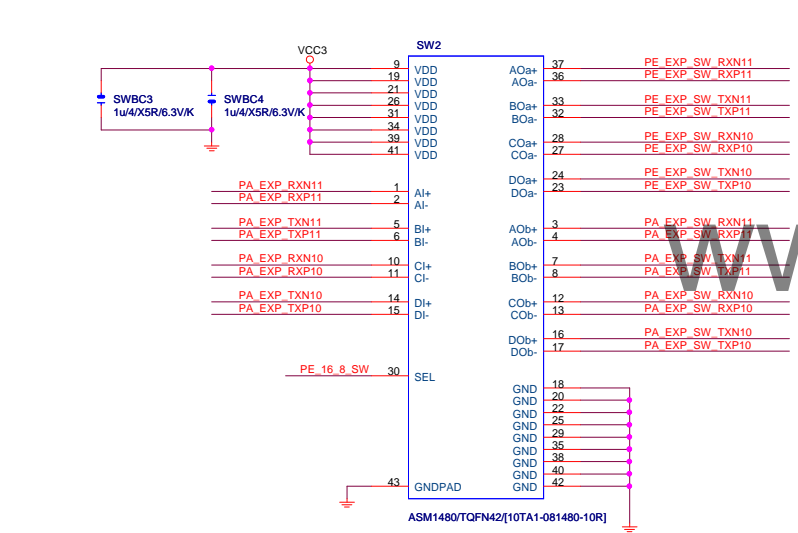 SW2
VCC3
SWBC3
1u/4/X5R/6.3V/K
SWBC4
1u/4/X5R/6.3V/K
9 VDD
19 VDD
21 VDD
26 VDD
31 VDD
34 VDD
39 VDD
41 VDD
PA_EXP_RXN11 1 AI+
PA_EXP_RXP11 2 AI-
PA_EXP_TXN11 5 BI+
PA_EXP_TXP11 6 BI-
PA_EXP_RXN10 10 CI+
PA_EXP_RXP10 11 CI-
PA_EXP_TXN10 14 DI+
PA_EXP_TXP10 15 DI-
PE_16_8_SW 30 SEL
43 GNDPAD
AOa+ 37 PE_EXP_SW_RXN11
AOa- 36 PE_EXP_SW_RXP11
BOa+ 33 PE_EXP_SW_TXN11
BOa- 32 PE_EXP_SW_TXP11
COa+ 28 PE_EXP_SW_RXN10
COa- 27 PE_EXP_SW_RXP10
DOa+ 24 PE_EXP_SW_TXN10
DOa- 23 PE_EXP_SW_TXP10
AOb+ 3 PA_EXP_SW_RXN11
AOb- 4 PA_EXP_SW_RXP11
BOb+ 7 PA_EXP_SW_TXN11
BOb- 8 PA_EXP_SW_TXP11
COb+ 12 PA_EXP_SW_RXN10
COb- 13 PA_EXP_SW_RXP10
DOb+ 16 PA_EXP_SW_TXN10
DOb- 17 PA_EXP_SW_TXP10
GND 18
GND 20
GND 22
GND 25
GND 29
GND 35
GND 38
GND 40
GND 42
ASM1480/TQFN42/[10TA1-081480-10R]